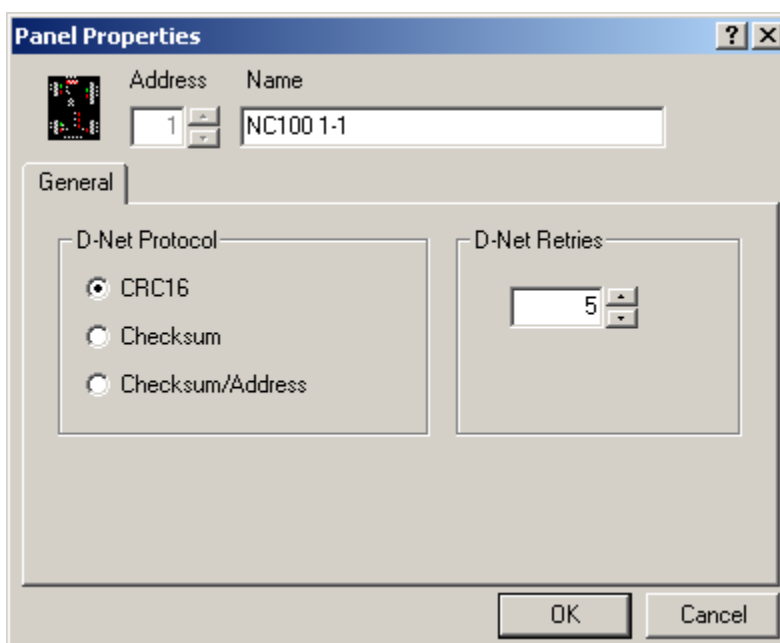 Panel Properties
Address Name
1 NC100 1-1
General
D-Net Protocol D-Net Retries
CRC16 5
Checksum
Checksum/Address
OK Cancel